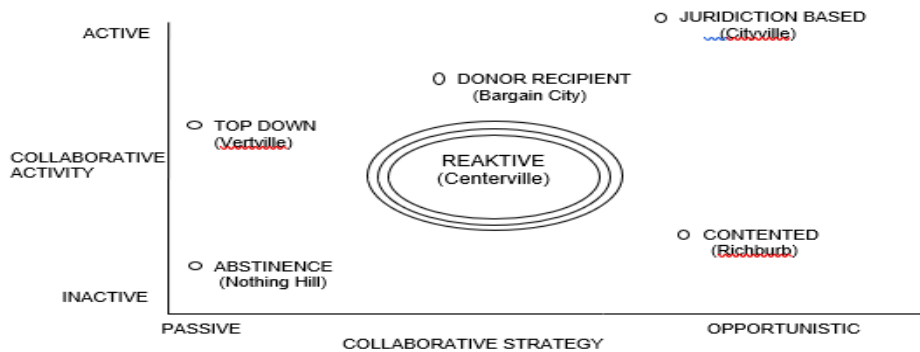 JURIDICTION BASED
(Cityville)
ACTIVE
DONOR RECIPIENT
(Bargain City)
TOP DOWN
(Vertville)
COLLABORATIVE
ACTIVITY
REAKTIVE
(Centerville)
CONTENTED
(Richburb)
ABSTINENCE
(Nothing Hill)
INACTIVE
PASSIVE
OPPORTUNISTIC
COLLABORATIVE STRATEGY